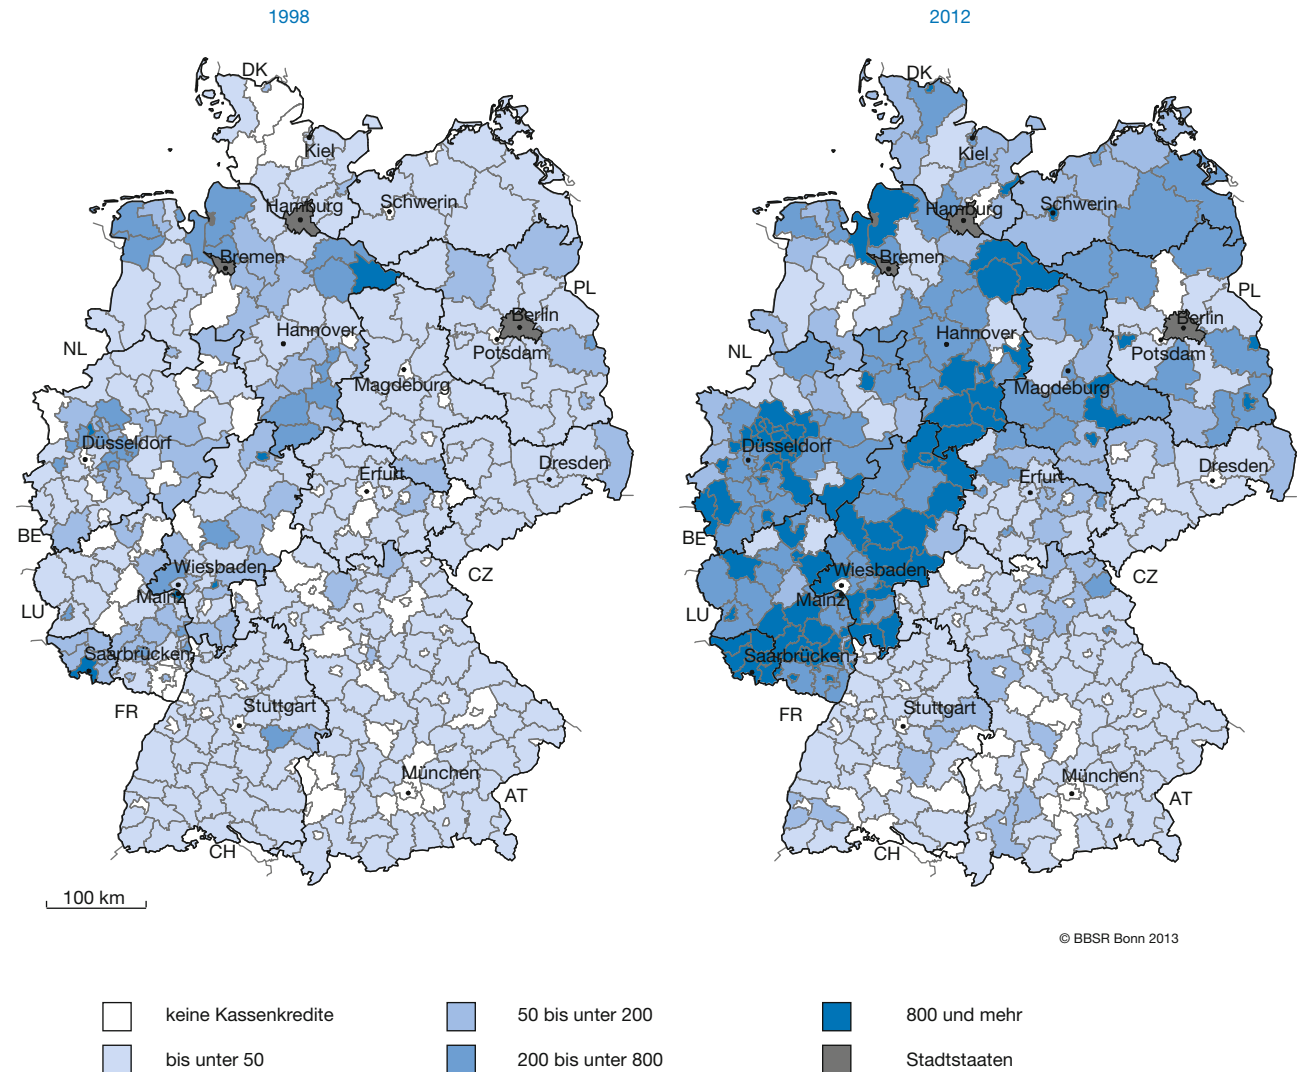 1998
2012
DK
Kiel
Hamburg
Schwerin
Bremen
PL
Berlin
Hannover
Potsdam
NL
Magdeburg
Düsseldorf
Erfurt
Dresden
BE
Wiesbaden
CZ
Mainz
LU
Saarbrücken
FR
Stuttgart
München
AT
CH
100 km
DK
Kiel
Hamburg
Schwerin
Bremen
PL
Berlin
Hannover
Potsdam
NL
Magdeburg
Düsseldorf
Dresden
Erfurt
BE
Wiesbaden
CZ
Mainz
LU
Saarbrücken
FR
Stuttgart
München
AT
CH
© BBSR Bonn 2013
keine Kassenkredite
50 bis unter 200
800 und mehr
bis unter 50
200 bis unter 800
Stadtstaaten